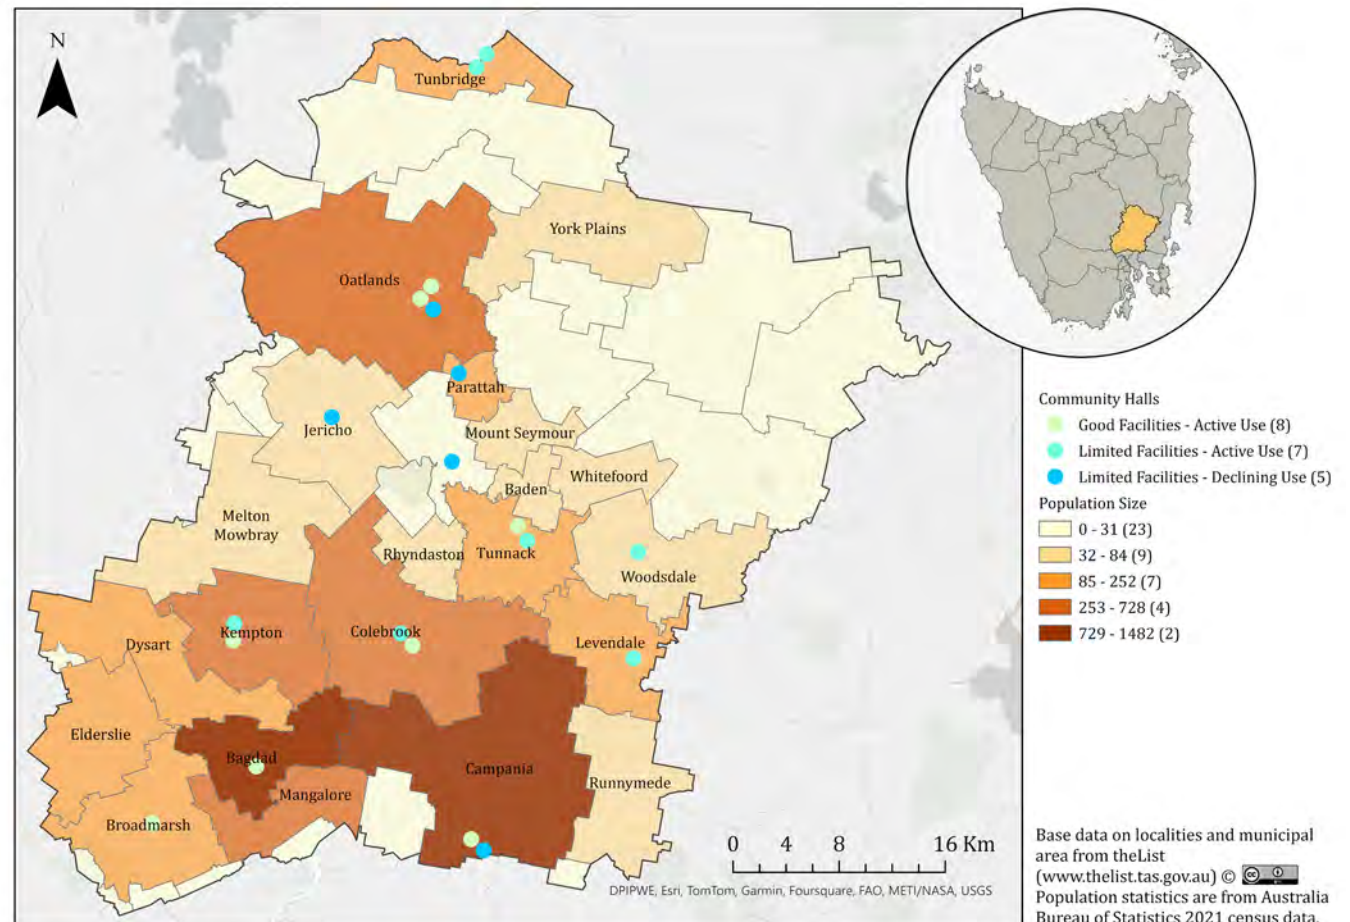 N
Tunbridge
York Plains
Oatlands
Parattah
Jericho
Mount Seymour
Whitefoord
Baden
Melton
Mowbray
Rhyndaston
Tunnack
Woodsdale
Kempton
Colebrook
Dysart
Levendale
Elderslie
Bagdad
Campania
Runnymede
Mangalore
Broadmarsh
0 4 8 16 Km
DPIPWE, Esri, TomTom, Garmin, Foursquare, FAO, METI/NASA, USGS
Community Halls
Good Facilities - Active Use (8)
Limited Facilities - Active Use (7)
Limited Facilities - Declining Use (5)
Population Size
0 - 31 (23)
32 - 84 (9)
85 - 252 (7)
253 - 728 (4)
729 - 1482 (2)
Base data on localities and municipal
area from theList
(www.thelist.tas.gov.au) ©
Population statistics are from Australia
Bureau of Statistics 2021 census data.